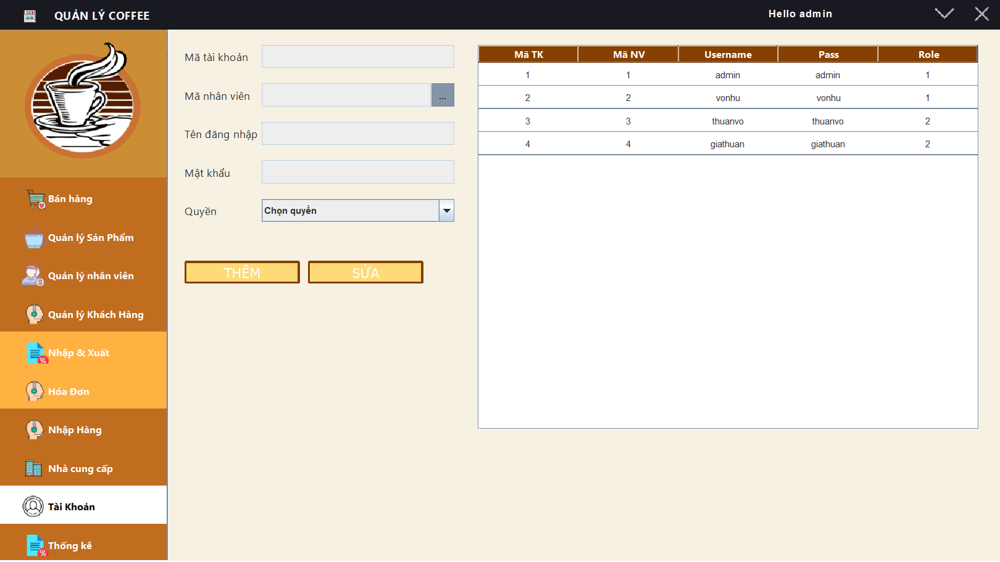 QUẢN LÝ COFFEE
Hello admin
Bán hàng
Quản lý Sản Phẩm
Quản lý nhân viên
Quản lý Khách Hàng
Nhập & Xuất
Hóa Đơn
Nhập Hàng
Nhà cung cấp
Tài Khoản
Thống kê
Mã tài khoản
Mã nhân viên ...
Tên đăng nhập
Mật khẩu
Quyền Chọn quyền
THÊM SỬA
Mã TK Mã NV Username Pass Role
1 1 admin admin 1
2 2 vonhu vonhu 1
3 3 thuanvo thuanvo 2
4 4 giathuan giathuan 2